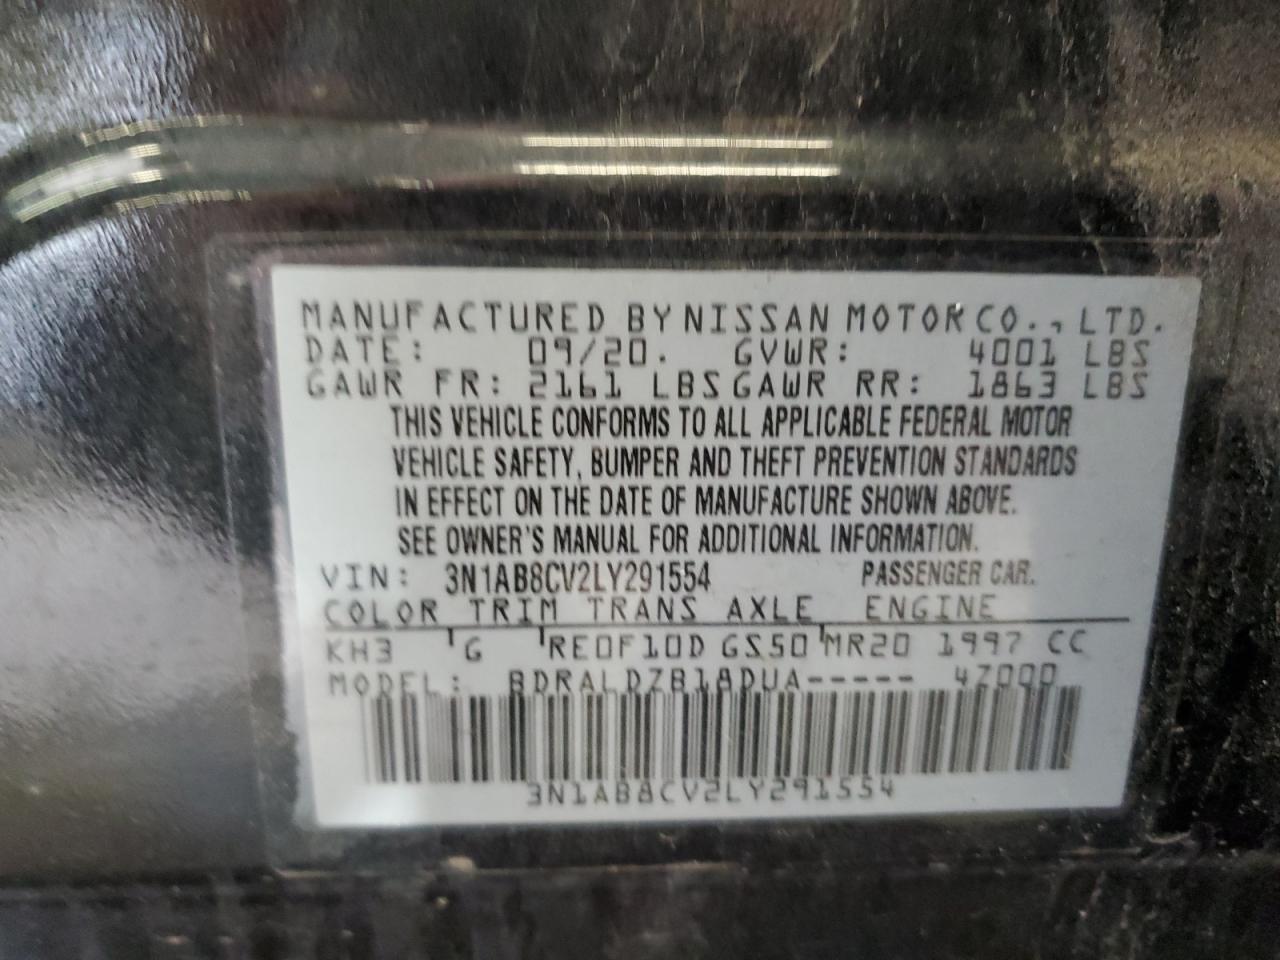 MANUFACTURED BY NISSAN MOTOR CO., LTD.
DATE: 09/20. GVWR: 4001 LBS
GAWR FR: 2161 LBS GAWR RR: 1863 LBS
THIS VEHICLE CONFORMS TO ALL APPLICABLE FEDERAL MOTOR
VEHICLE SAFETY, BUMPER AND THEFT PREVENTION STANDARDS
IN EFFECT ON THE DATE OF MANUFACTURE SHOWN ABOVE.
SEE OWNER'S MANUAL FOR ADDITIONAL INFORMATION.
VIN: 3N1AB8CV2LY291554 PASSENGER CAR.
COLOR TRIM TRANS AXLE ENGINE
KH3 G RE0F10D GS50 MR20 1997 CC
MODEL: BDRALDZB18DUA----- 4Z000
3N1AB8CV2LY291554